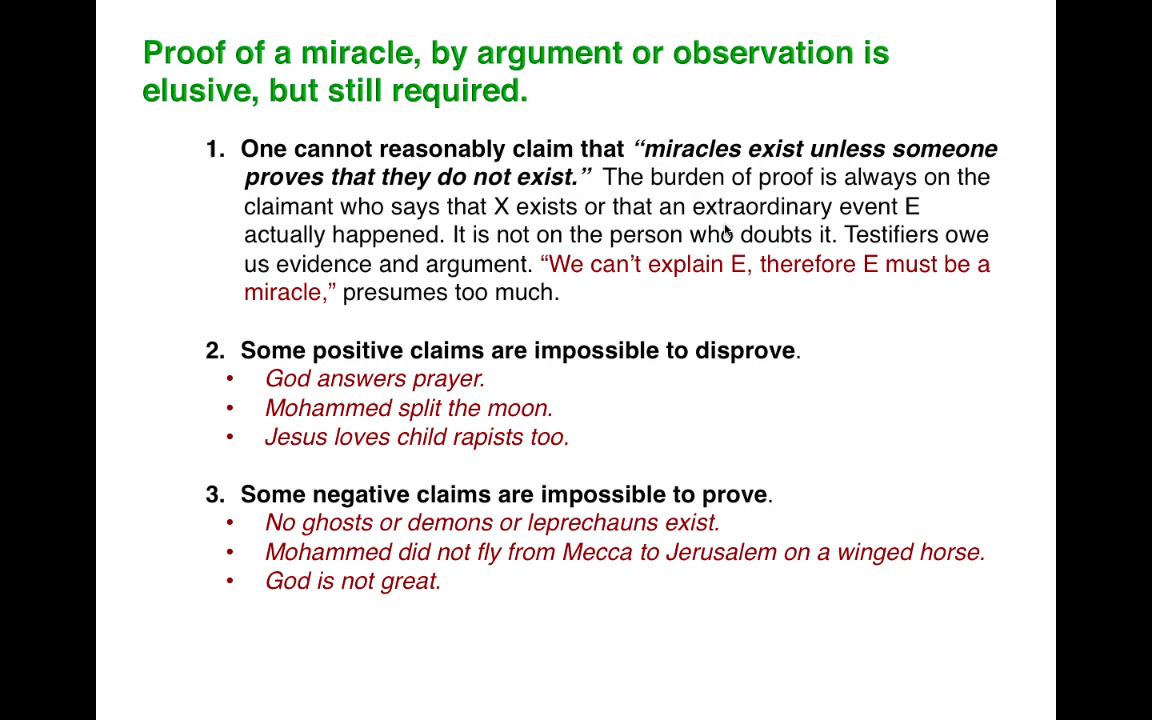 Proof of a miracle, by argument or observation is
elusive, but still required.
1. One cannot reasonably claim that “miracles exist unless someone
proves that they do not exist.” The burden of proof is always on the
claimant who says that X exists or that an extraordinary event E
actually happened. It is not on the person who doubts it. Testifiers owe
us evidence and argument. “We can’t explain E, therefore E must be a
miracle,” presumes too much.
2. Some positive claims are impossible to disprove.
• God answers prayer.
• Mohammed split the moon.
• Jesus loves child rapists too.
3. Some negative claims are impossible to prove.
• No ghosts or demons or leprechauns exist.
• Mohammed did not fly from Mecca to Jerusalem on a winged horse.
• God is not great.